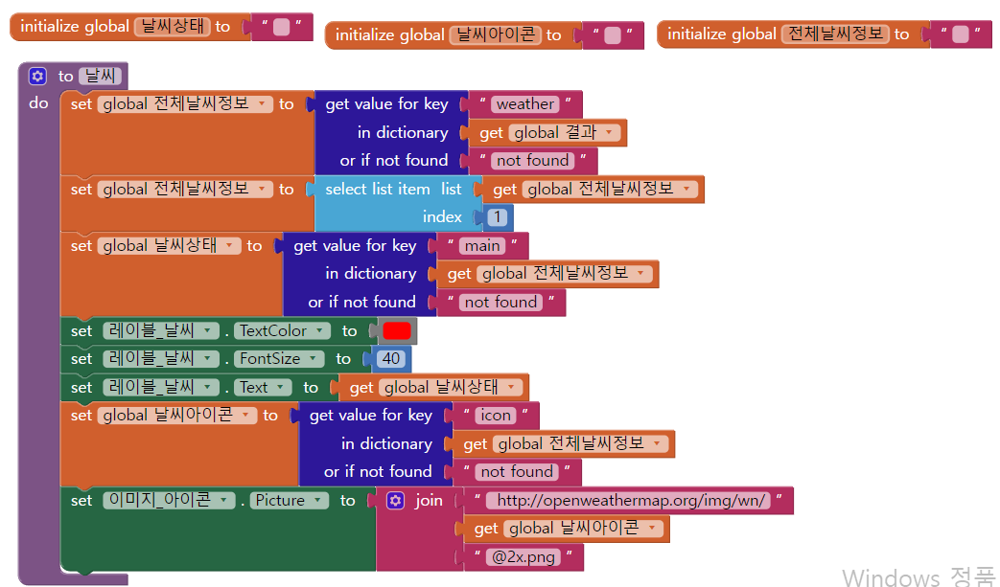 initialize global 날씨상태 to " "
initialize global 날씨아이콘 to " "
initialize global 전체날씨정보 to " "
to 날씨
do
set global 전체날씨정보 to get value for key " weather "
in dictionary get global 결과
or if not found " not found "
set global 전체날씨정보 to select list item list get global 전체날씨정보
index 1
set global 날씨상태 to get value for key " main "
in dictionary get global 전체날씨정보
or if not found " not found "
set 레이블_날씨 . TextColor to
set 레이블_날씨 . FontSize to 40
set 레이블_날씨 . Text to get global 날씨상태
set global 날씨아이콘 to get value for key " icon "
in dictionary get global 전체날씨정보
or if not found " not found "
set 이미지_아이콘 . Picture to join " http://openweathermap.org/img/wn/ "
get global 날씨아이콘
" @2x.png "
Windows 정품